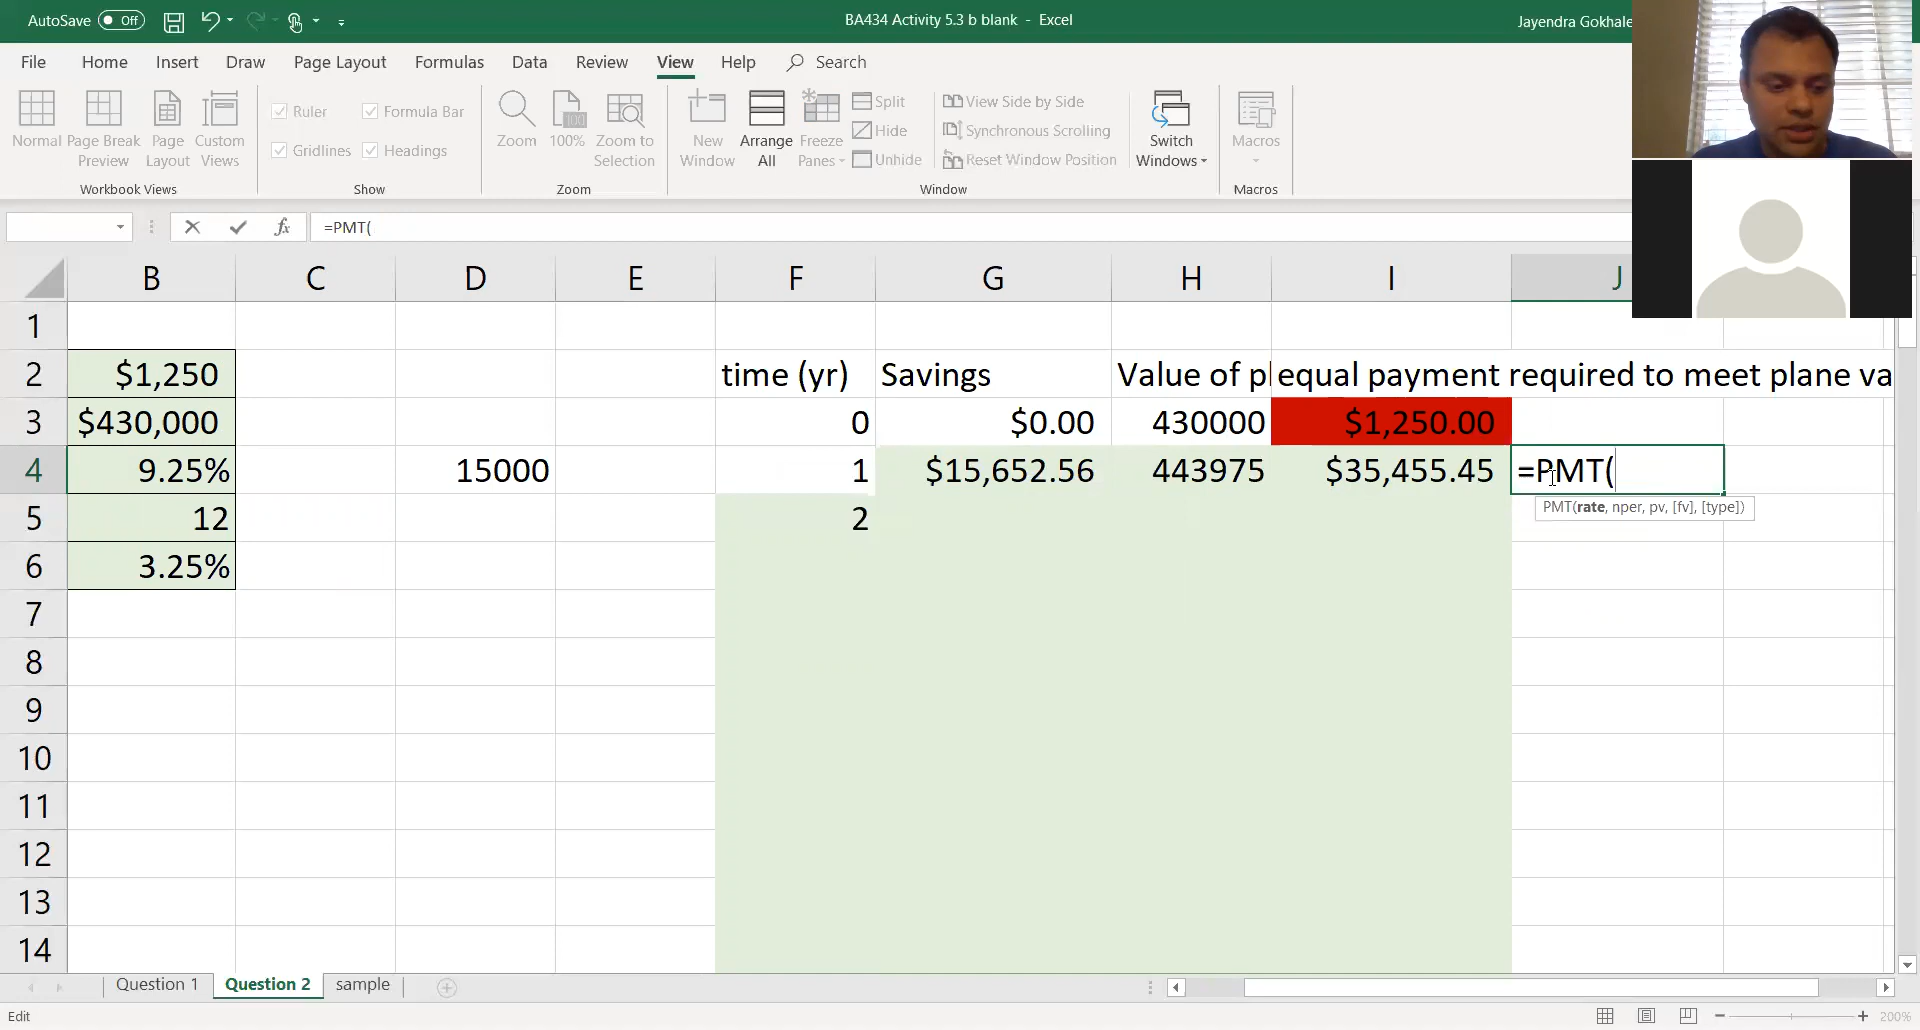 AutoSave Off
BA434 Activity 5.3 b blank - Excel
Jayendra Gokhale
File Home Insert Draw Page Layout Formulas Data Review View Help Search
Normal
Page Break Preview
Page Layout
Custom Views
Workbook Views
Ruler Formula Bar
Gridlines Headings
Show
Zoom
100%
Zoom to Selection
Zoom
New Window
Arrange All
Freeze Panes
Split
Hide
Unhide
View Side by Side
Synchronous Scrolling
Reset Window Position
Switch Windows
Window
Macros
Macros
fx =PMT(
B C D E F G H I J
1
2 $1,250 time (yr) Savings Value of pl equal payment required to meet plane va
3 $430,000 0 $0.00 430000 $1,250.00
4 9.25% 15000 1 $15,652.56 443975 $35,455.45 =PMT(
PMT(rate, nper, pv, [fv], [type])
5 12 2
6 3.25%
7
8
9
10
11
12
13
14
Question 1 Question 2 sample
Edit
200%